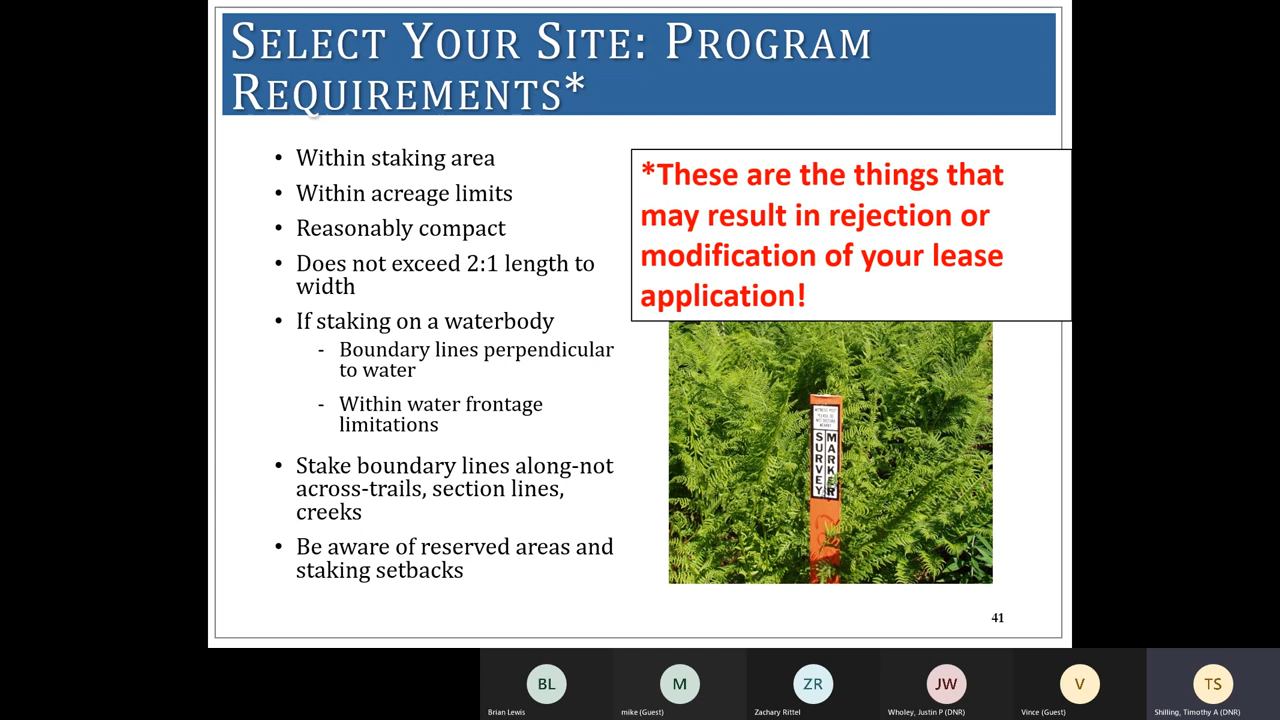 SELECT YOUR SITE: PROGRAM
REQUIREMENTS*
• Within staking area
• Within acreage limits
• Reasonably compact
• Does not exceed 2:1 length to
width
• If staking on a waterbody
- Boundary lines perpendicular
to water
- Within water frontage
limitations
• Stake boundary lines along-not
across-trails, section lines,
creeks
• Be aware of reserved areas and
staking setbacks
*These are the things that
may result in rejection or
modification of your lease
application!
SURVEY
MARKER
41
BL
M
ZR
JW
V
TS
Brian Lewis
mike (Guest)
Zachary Rittel
Wholey, Justin P (DNR)
Vince (Guest)
Shilling, Timothy A (DNR)